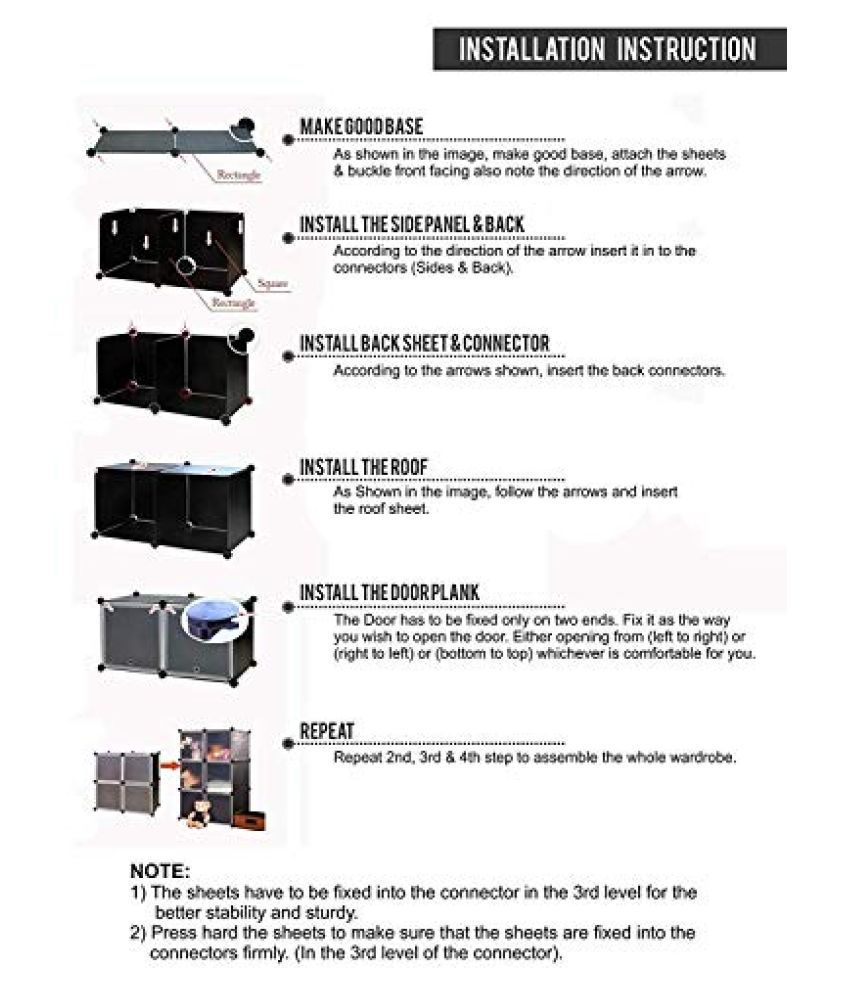 INSTALLATION INSTRUCTION
MAKE GOOD BASE
As shown in the image, make good base, attach the sheets
& buckle front facing also note the direction of the arrow.
Rectangle
INSTALL THE SIDE PANEL & BACK
According to the direction of the arrow insert it in to the
connectors (Sides & Back).
Square
Rectangle
INSTALL BACK SHEET & CONNECTOR
According to the arrows shown, insert the back connectors.
INSTALL THE ROOF
As Shown in the image, follow the arrows and insert
the roof sheet.
INSTALL THE DOOR PLANK
The Door has to be fixed only on two ends. Fix it as the way
you wish to open the door. Either opening from (left to right) or
(right to left) or (bottom to top) whichever is comfortable for you.
REPEAT
Repeat 2nd, 3rd & 4th step to assemble the whole wardrobe.
NOTE:
1) The sheets have to be fixed into the connector in the 3rd level for the
better stability and sturdy.
2) Press hard the sheets to make sure that the sheets are fixed into the
connectors firmly. (In the 3rd level of the connector).